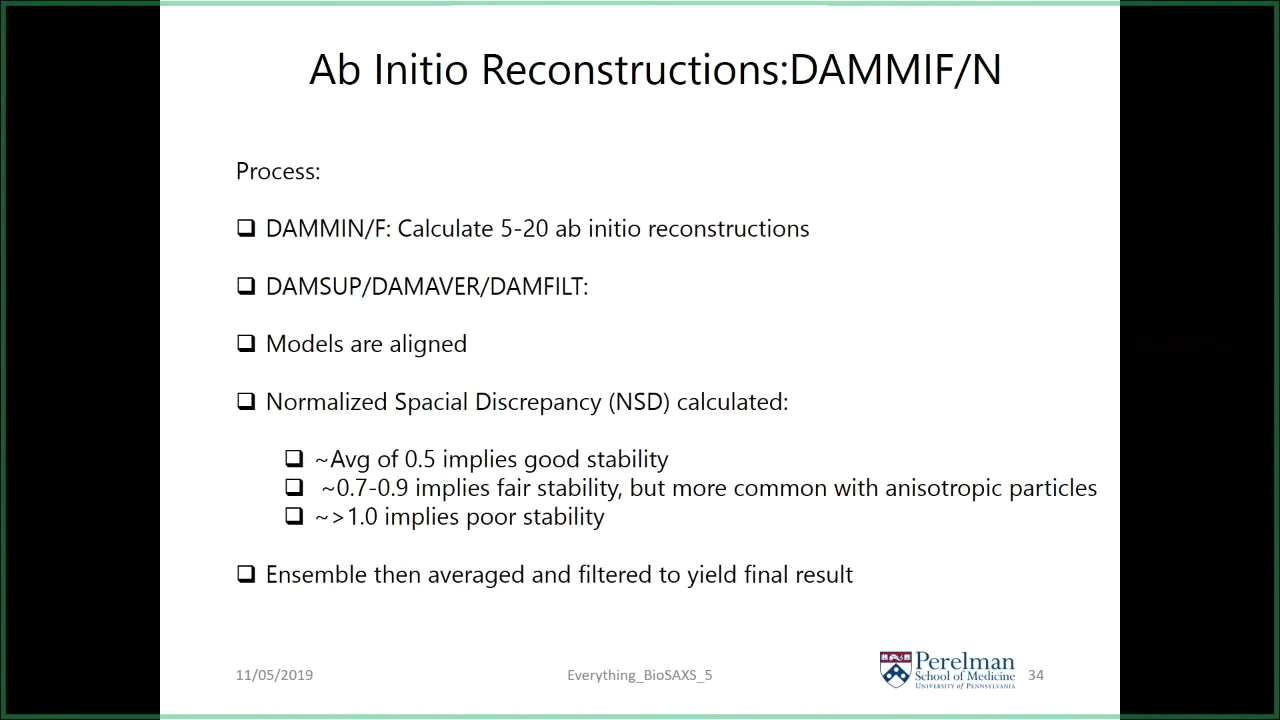 Ab Initio Reconstructions:DAMMIF/N
Process:
DAMMIN/F: Calculate 5-20 ab initio reconstructions
DAMSUP/DAMAVER/DAMFILT:
Models are aligned
Normalized Spacial Discrepancy (NSD) calculated:
~Avg of 0.5 implies good stability
~0.7-0.9 implies fair stability, but more common with anisotropic particles
~>1.0 implies poor stability
Ensemble then averaged and filtered to yield final result
11/05/2019
Everything_BioSAXS_5
Perelman
School of Medicine
University of Pennsylvania
34